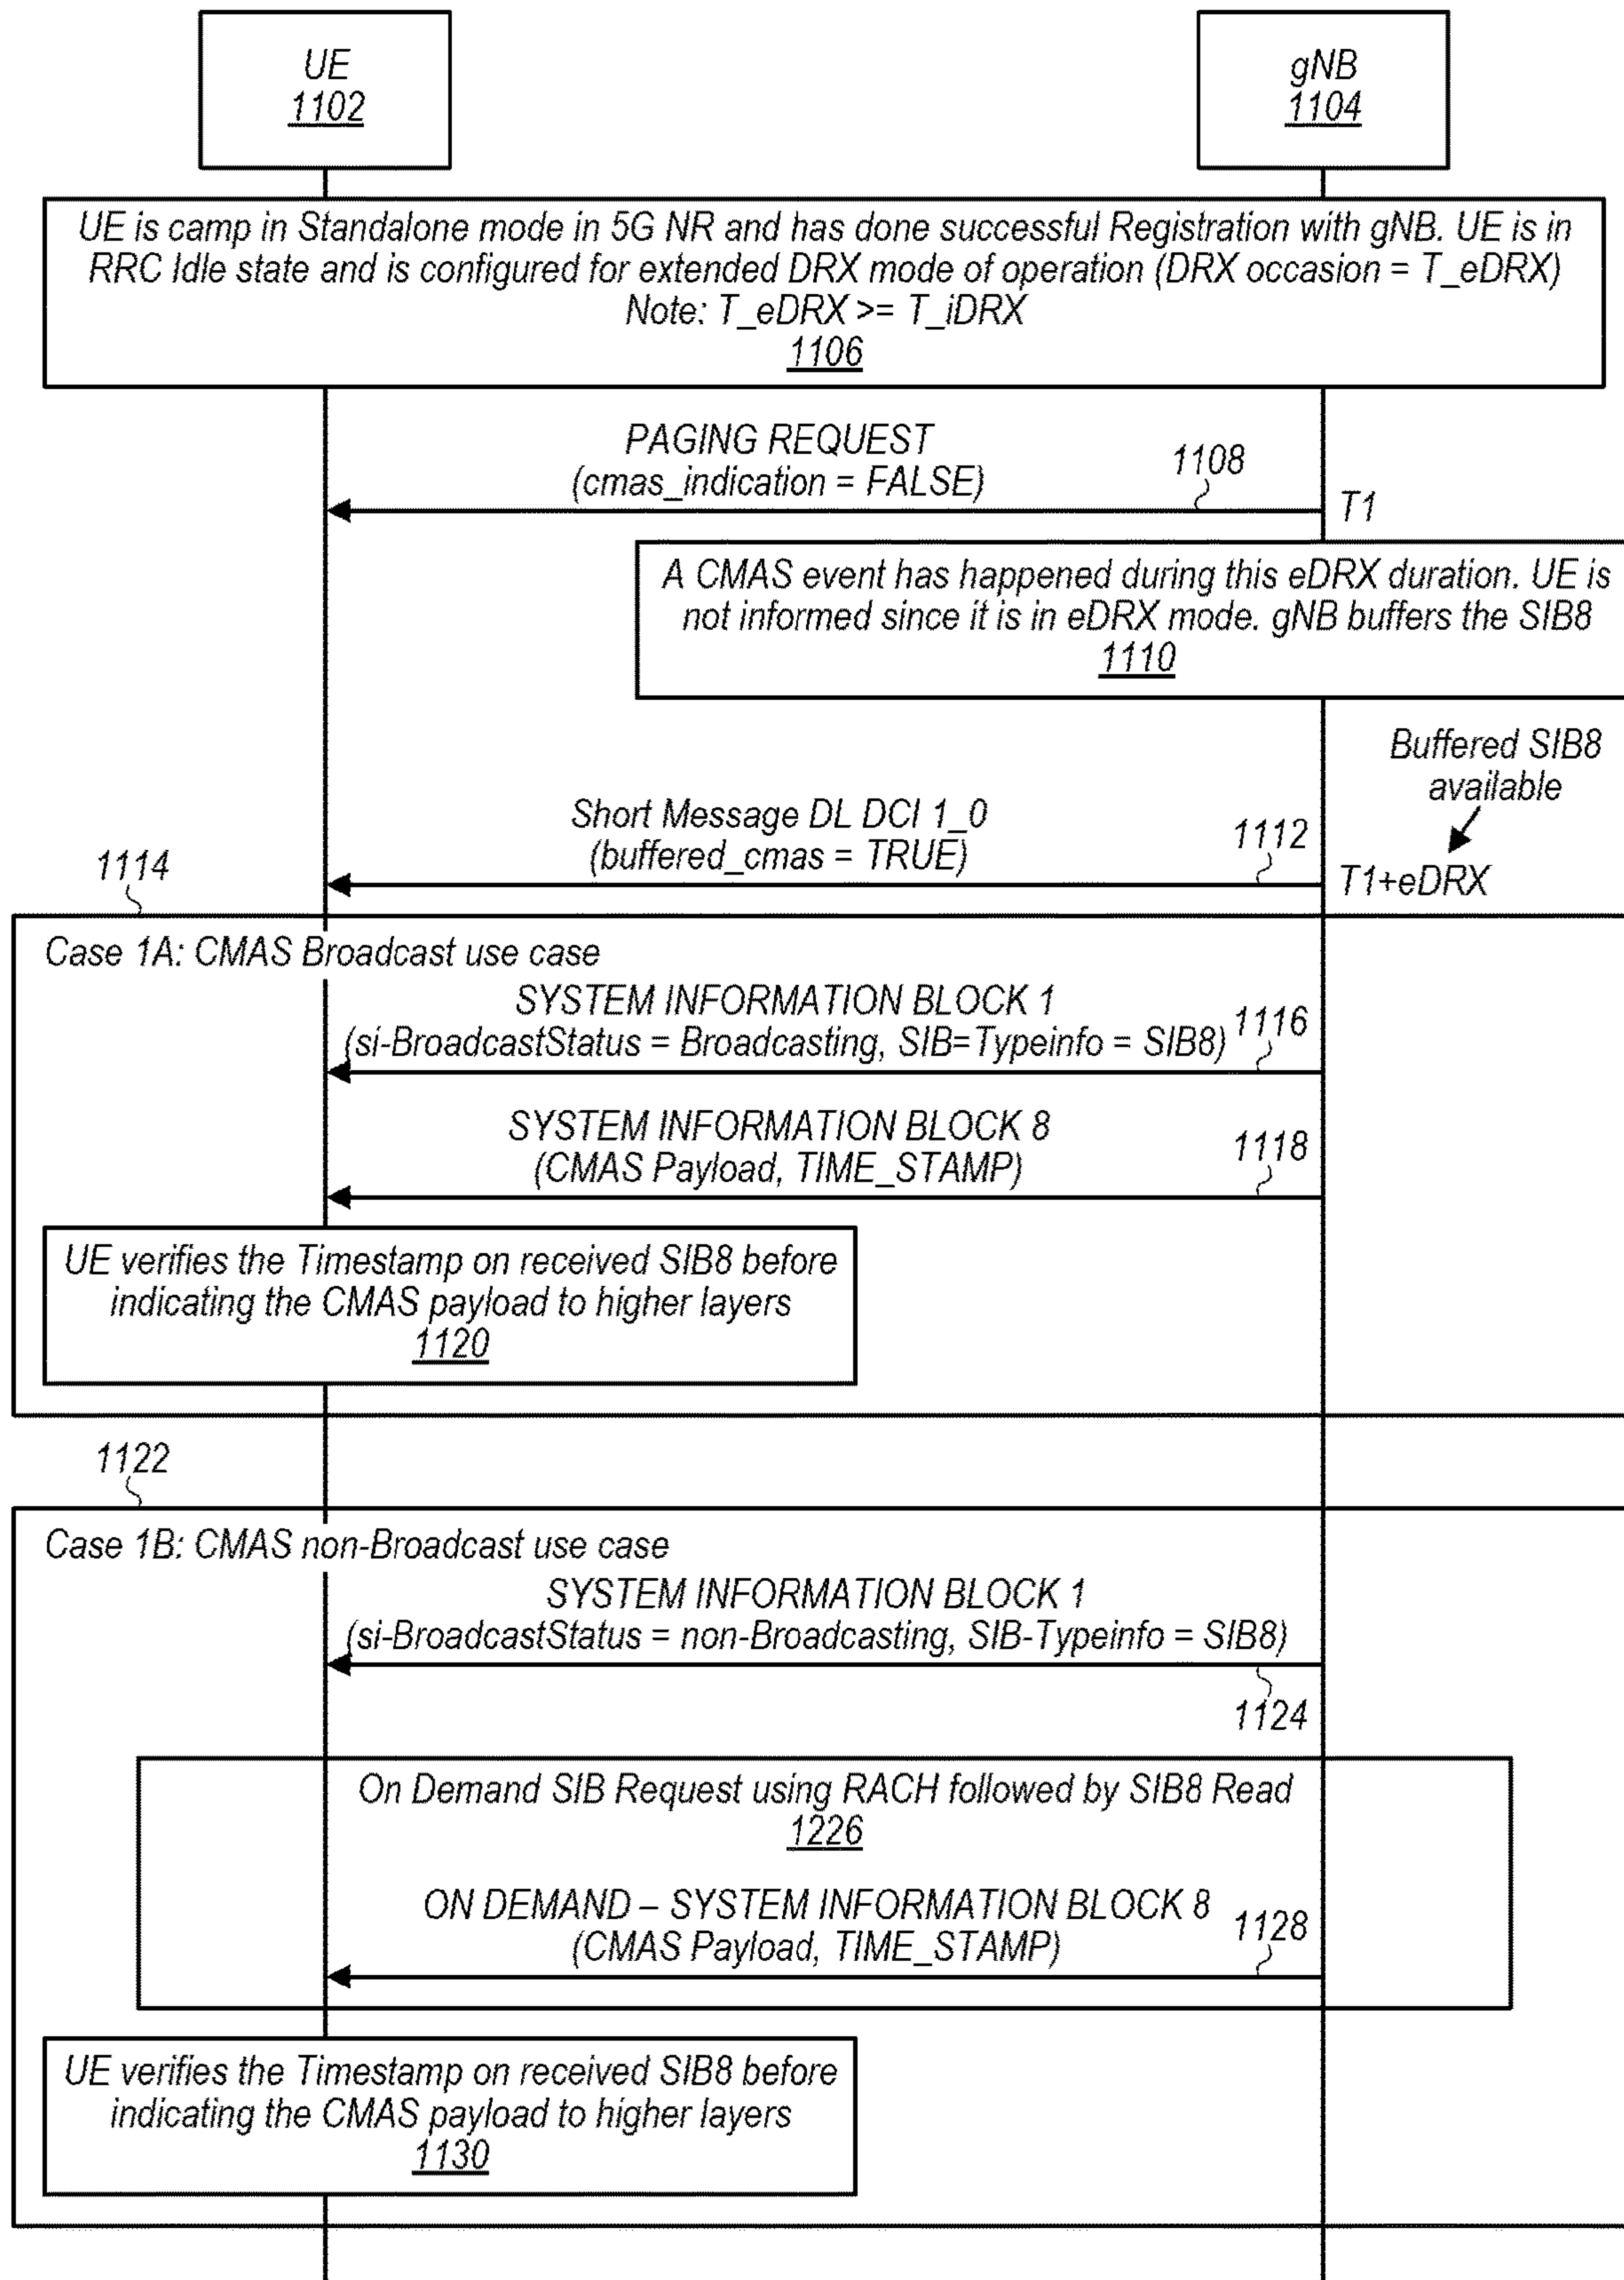 UE
1102
gNB
1104
UE is camp in Standalone mode in 5G NR and has done successful Registration with gNB. UE is in
RRC Idle state and is configured for extended DRX mode of operation (DRX occasion = T_eDRX)
Note: T_eDRX >= T_iDRX
1106
PAGING REQUEST
(cmas_indication = FALSE)
1108
T1
A CMAS event has happened during this eDRX duration. UE is
not informed since it is in eDRX mode. gNB buffers the SIB8
1110
Buffered SIB8
available
Short Message DL DCI 1_0
(buffered_cmas = TRUE)
1112
T1+eDRX
1114
Case 1A: CMAS Broadcast use case
SYSTEM INFORMATION BLOCK 1
(si-BroadcastStatus = Broadcasting, SIB=Typeinfo = SIB8)
1116
SYSTEM INFORMATION BLOCK 8
(CMAS Payload, TIME_STAMP)
1118
UE verifies the Timestamp on received SIB8 before
indicating the CMAS payload to higher layers
1120
1122
Case 1B: CMAS non-Broadcast use case
SYSTEM INFORMATION BLOCK 1
(si-BroadcastStatus = non-Broadcasting, SIB-Typeinfo = SIB8)
1124
On Demand SIB Request using RACH followed by SIB8 Read
1226
ON DEMAND – SYSTEM INFORMATION BLOCK 8
(CMAS Payload, TIME_STAMP)
1128
UE verifies the Timestamp on received SIB8 before
indicating the CMAS payload to higher layers
1130